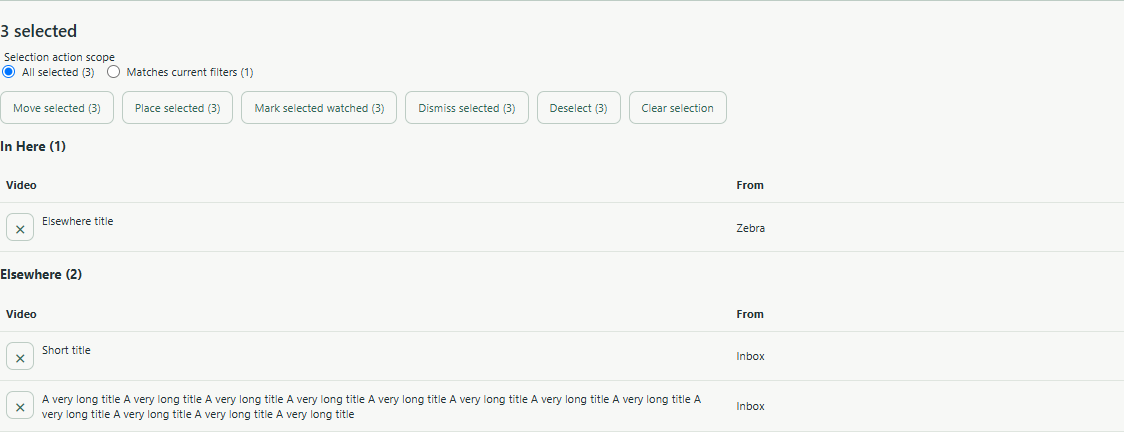 3 selected
Selection action scope
All selected (3) Matches current filters (1)
Move selected (3) Place selected (3) Mark selected watched (3) Dismiss selected (3) Deselect (3) Clear selection
In Here (1)
Video From
× Elsewhere title Zebra
Elsewhere (2)
Video From
× Short title Inbox
× A very long title A very long title A very long title A very long title A very long title A very long title A very long title A very long title A Inbox
very long title A very long title A very long title A very long title